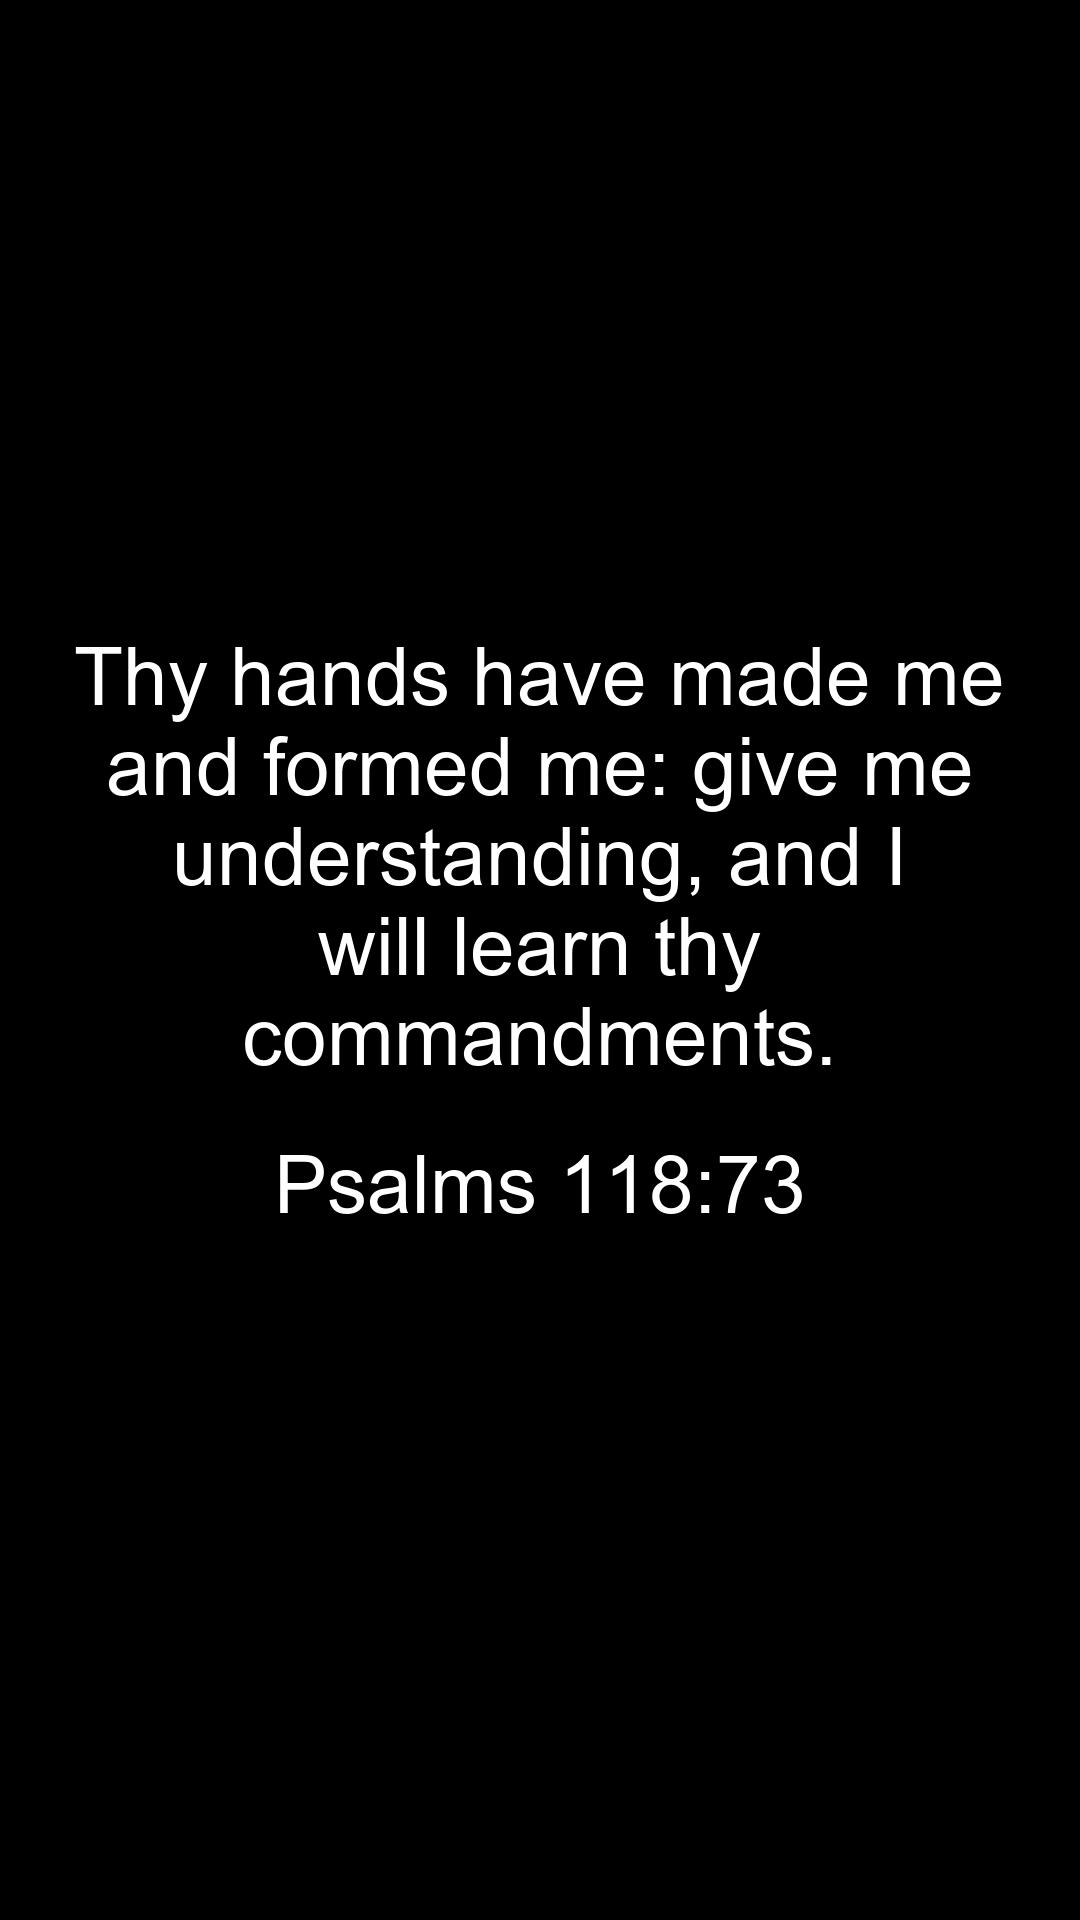 Thy hands have made me
and formed me: give me
understanding, and I
will learn thy
commandments.
Psalms 118:73